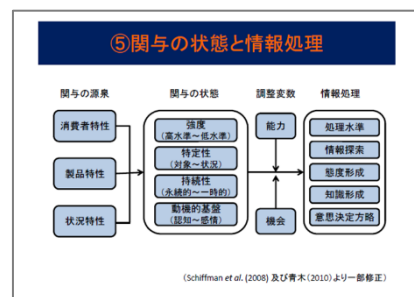 ⑤関与の状態と情報処理
関与の源泉
関与の状態
調整変数
情報処理
消費者特性
製品特性
状況特性
強度
(高水準～低水準)
特定性
(対象～状況)
持続性
(永続的～一時的)
動機的基盤
(認知～感情)
能力
機会
処理水準
情報探索
態度形成
知識形成
意思決定方略
(Schiffman et al. (2008) 及び青木(2010)より一部修正)